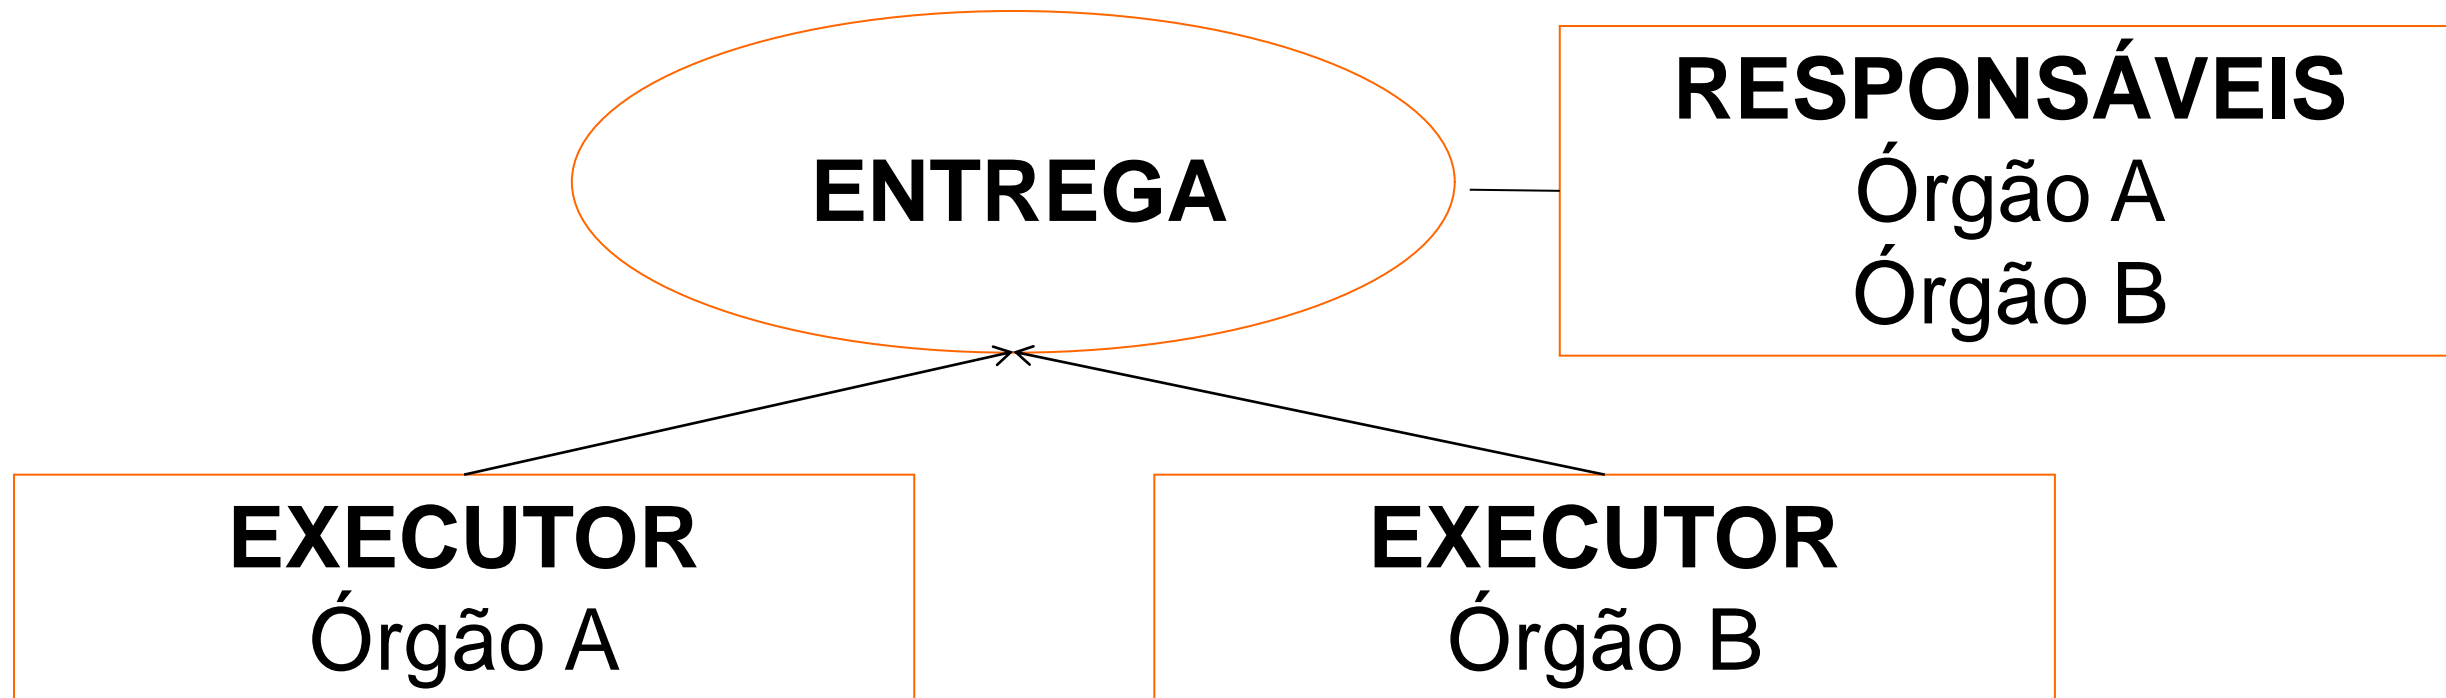 ENTREGA
RESPONSÁVEIS
Órgão A
Órgão B
EXECUTOR
Órgão A
EXECUTOR
Órgão B